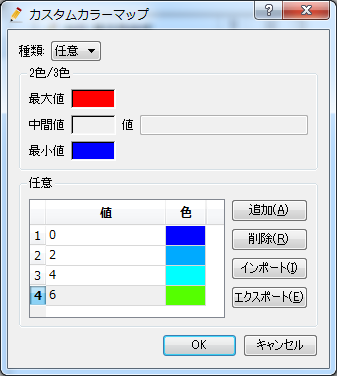 カスタムカラーマップ
種類: 任意
2色/3色
最大値
中間値 値
最小値
任意
値 色
1 0
2 2
3 4
4 6
追加(A)
削除(R)
インポート(I)
エクスポート(E)
OK キャンセル